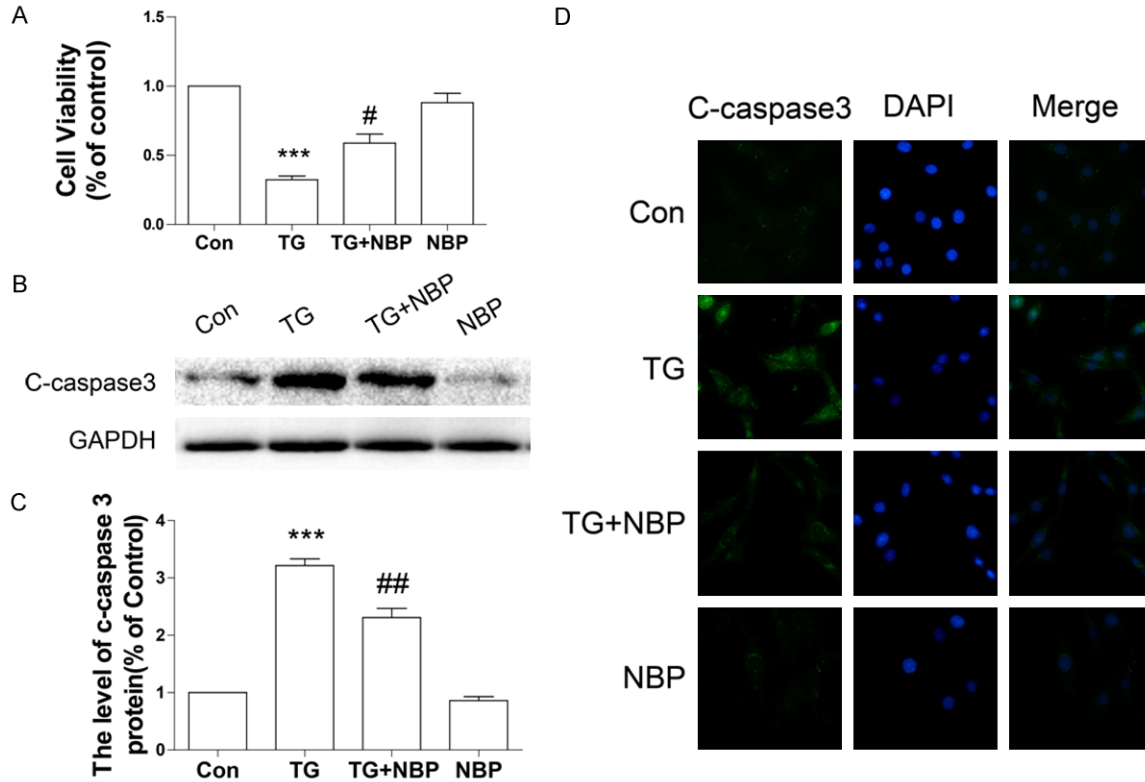 A
Cell Viability
(% of control)
1.5
1.0
0.5
0.0
***
#
Con TG TG+NBP NBP
B
Con TG TG+NBP NBP
C-caspase3
GAPDH
C
The level of c-caspase 3
protein(% of Control)
4
3
2
1
0
***
##
Con TG TG+NBP NBP
D
C-caspase3 DAPI Merge
Con
TG
TG+NBP
NBP